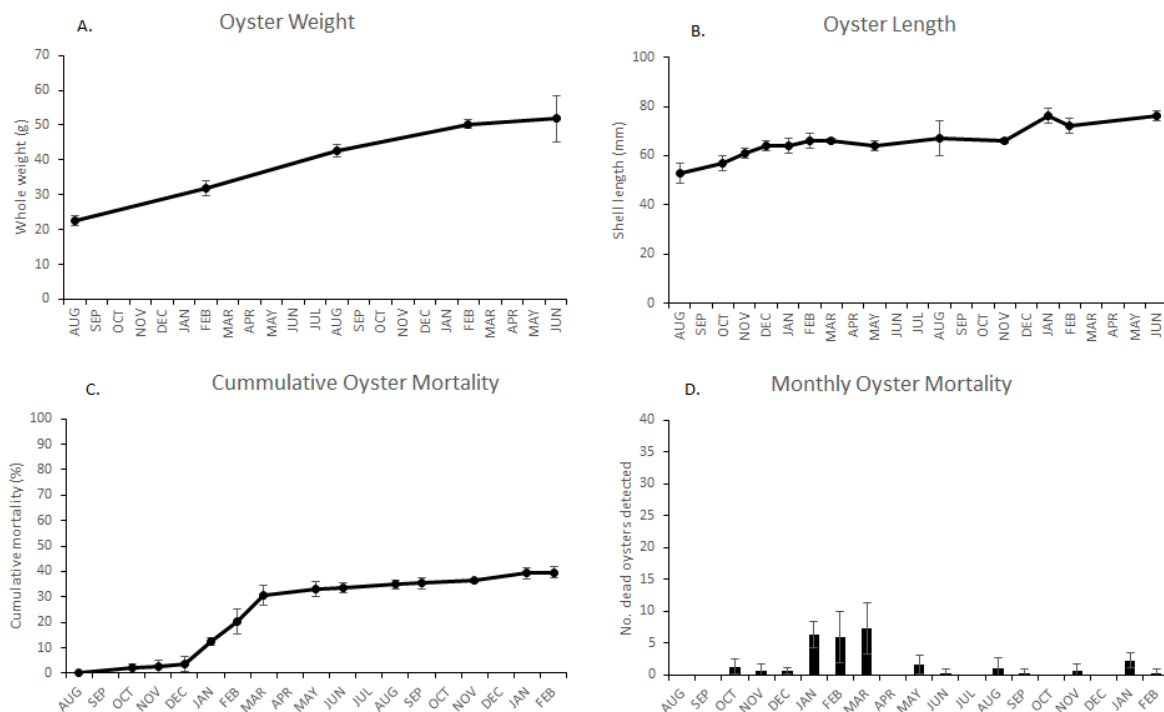 A.
Oyster Weight
Whole weight (g)
70
60
50
40
30
20
10
0
AUG SEP OCT NOV DEC JAN FEB MAR APR MAY JUN JUL AUG SEP OCT NOV DEC JAN FEB MAR APR MAY JUN
B.
Oyster Length
Shell length (mm)
100
80
60
40
20
0
AUG SEP OCT NOV DEC JAN FEB MAR APR MAY JUN JUL AUG SEP OCT NOV DEC JAN FEB MAR APR MAY JUN
C.
Cummulative Oyster Mortality
Cumulative mortality (%)
100
90
80
70
60
50
40
30
20
10
0
AUG SEP OCT NOV DEC JAN FEB MAR APR MAY JUN JUL AUG SEP OCT NOV DEC JAN FEB
D.
Monthly Oyster Mortality
No. dead oysters detected
40
35
30
25
20
15
10
5
0
AUG SEP OCT NOV DEC JAN FEB MAR APR MAY JUN JUL AUG SEP OCT NOV DEC JAN FEB